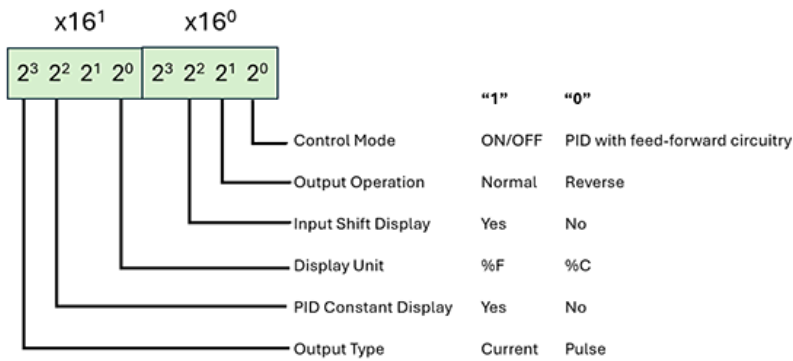 x16¹ x16⁰
2³ 2² 2¹ 2⁰ 2³ 2² 2¹ 2⁰
“1” “0”
Control Mode ON/OFF PID with feed-forward circuitry
Output Operation Normal Reverse
Input Shift Display Yes No
Display Unit %F %C
PID Constant Display Yes No
Output Type Current Pulse